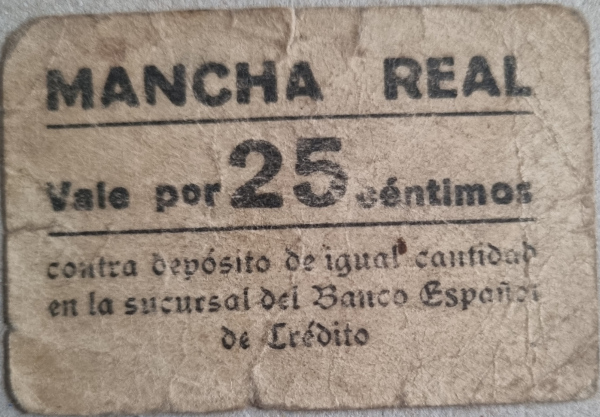 MANCHA REAL
Vale por 25 céntimos
contra depósito de igual cantidad
en la sucursal del Banco Español
de Crédito